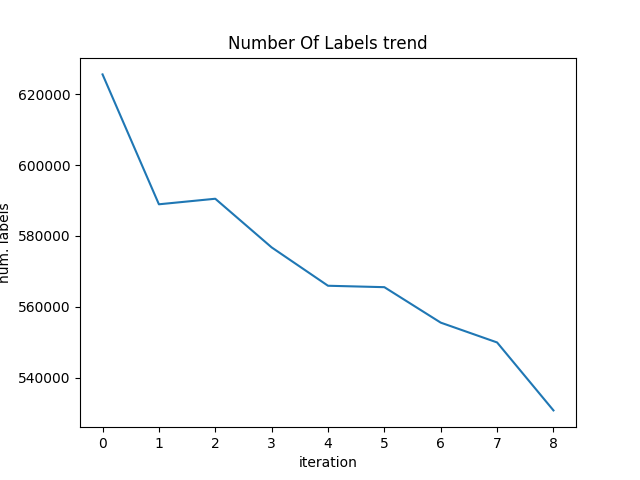 Number Of Labels trend
620000
600000
580000
560000
540000
num. labels
0 1 2 3 4 5 6 7 8
iteration